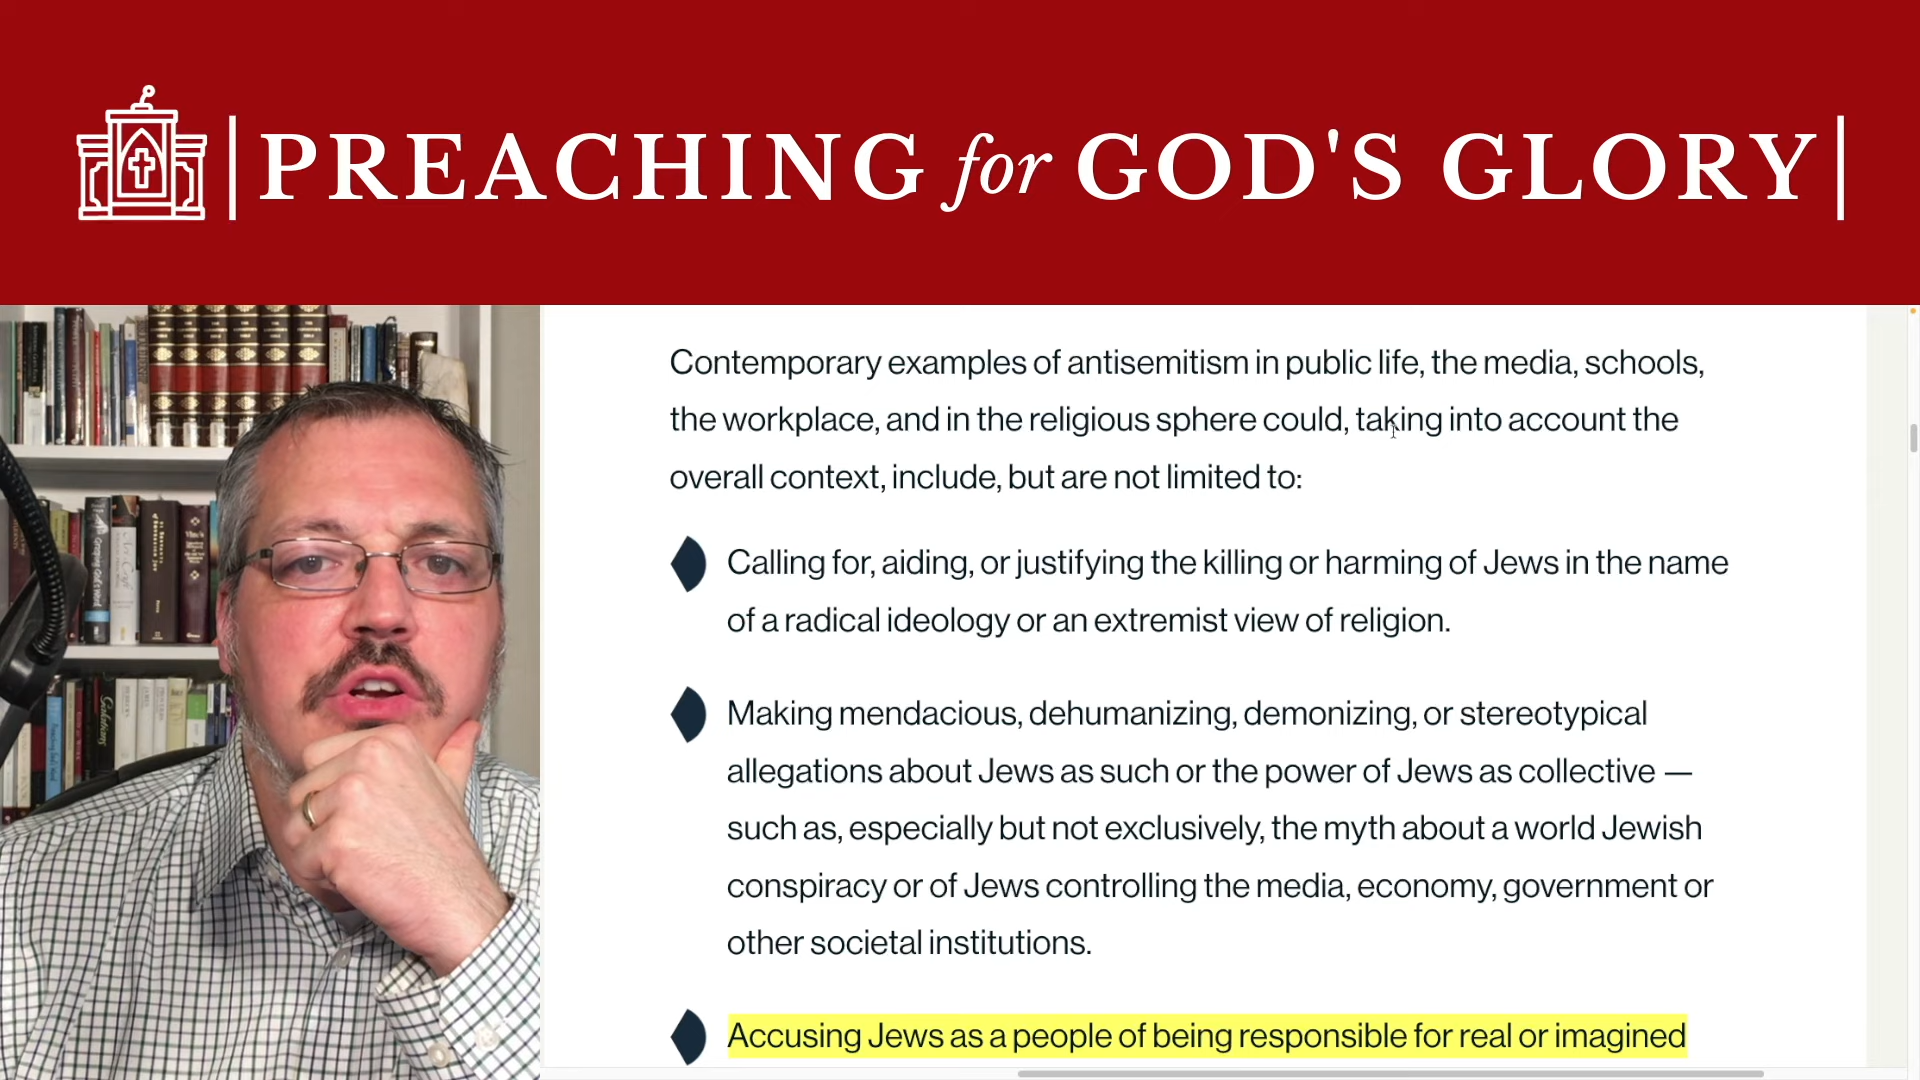 PREACHING for GOD'S GLORY
Contemporary examples of antisemitism in public life, the media, schools,
the workplace, and in the religious sphere could, taking into account the
overall context, include, but are not limited to:
Calling for, aiding, or justifying the killing or harming of Jews in the name
of a radical ideology or an extremist view of religion.
Making mendacious, dehumanizing, demonizing, or stereotypical
allegations about Jews as such or the power of Jews as collective —
such as, especially but not exclusively, the myth about a world Jewish
conspiracy or of Jews controlling the media, economy, government or
other societal institutions.
Accusing Jews as a people of being responsible for real or imagined